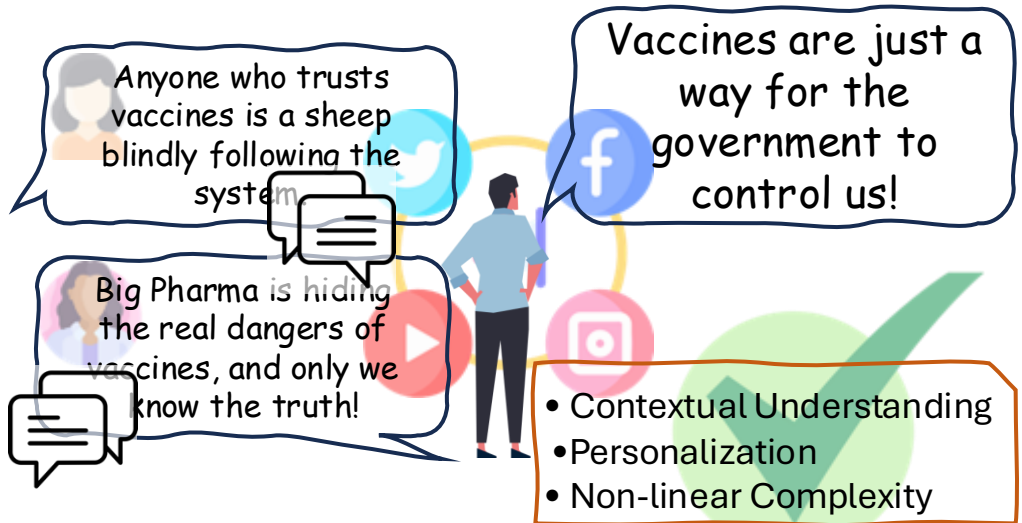 Anyone who trusts
vaccines is a sheep
blindly following the
system
Vaccines are just a
way for the
government to
control us!
Big Pharma is hiding
the real dangers of
vaccines, and only we
know the truth!
• Contextual Understanding
•Personalization
• Non-linear Complexity